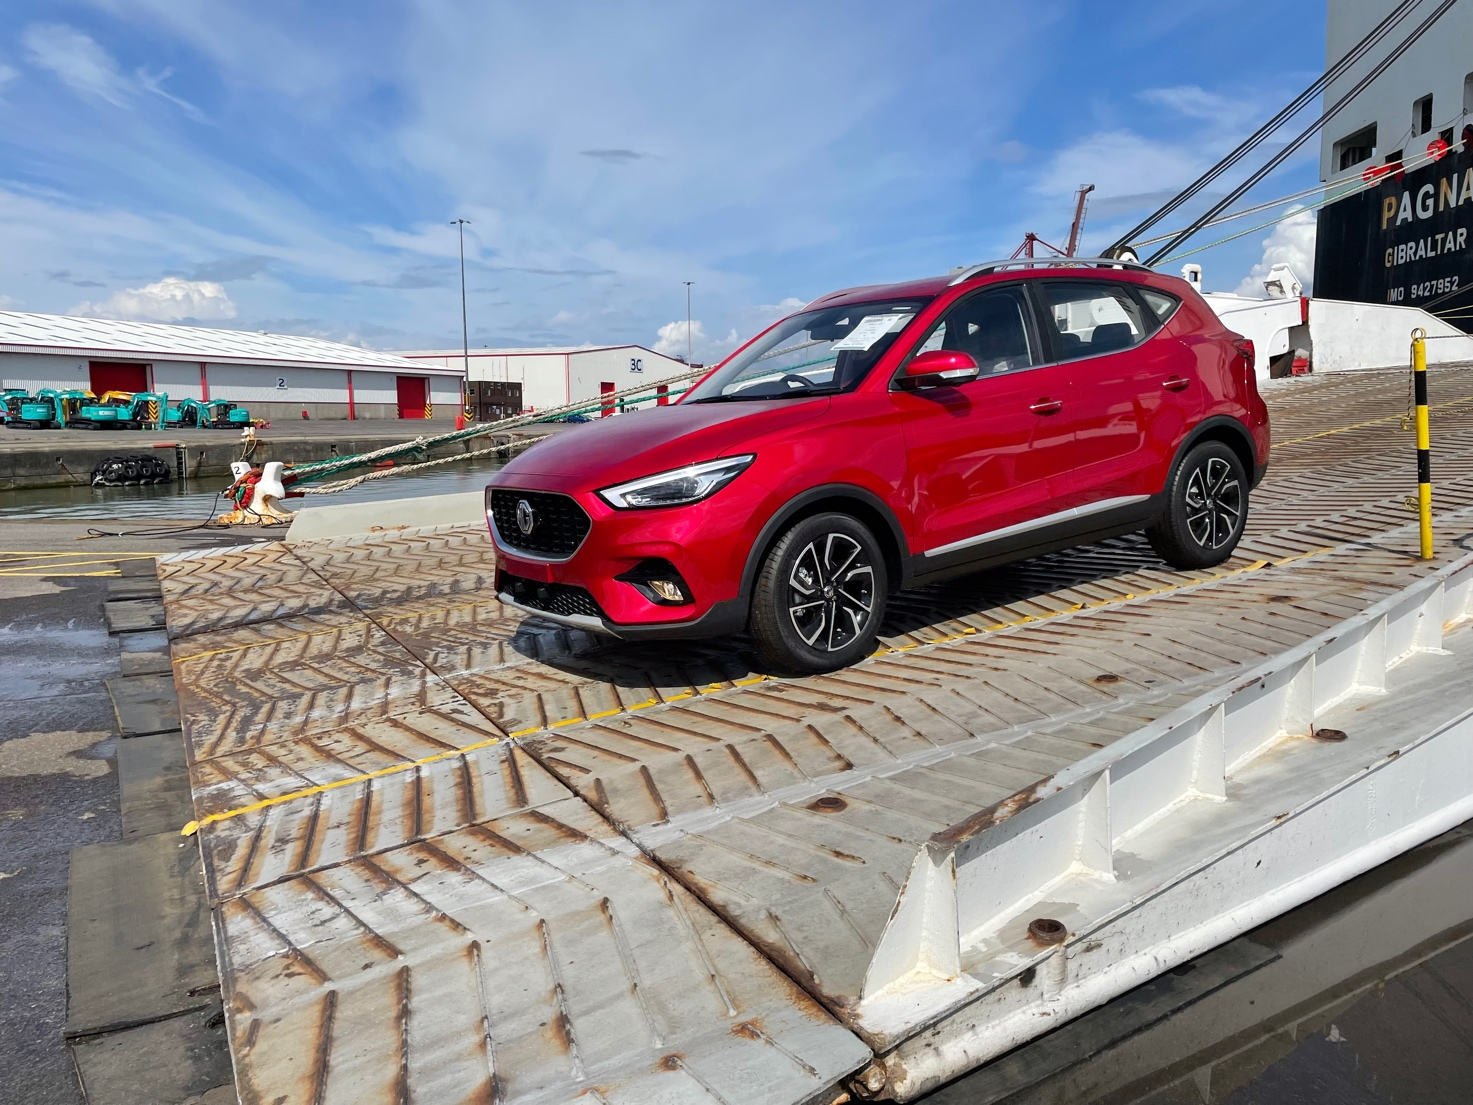 PAGNA
GIBRALTAR
IMO 9427952
3C
2
2